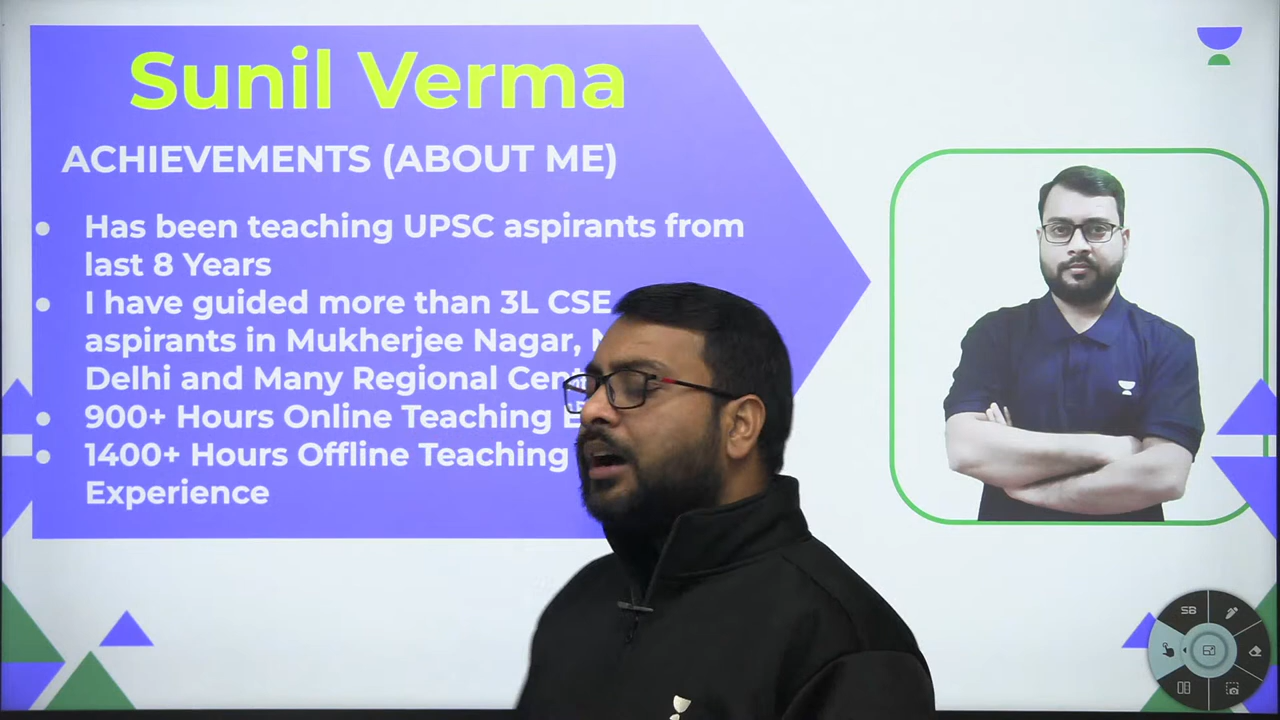 Sunil Verma
ACHIEVEMENTS (ABOUT ME)
• Has been teaching UPSC aspirants from
last 8 Years
• I have guided more than 3L CSE
aspirants in Mukherjee Nagar,
Delhi and Many Regional
• 900+ Hours Online Teaching
• 1400+ Hours Offline Teaching
Experience
SB